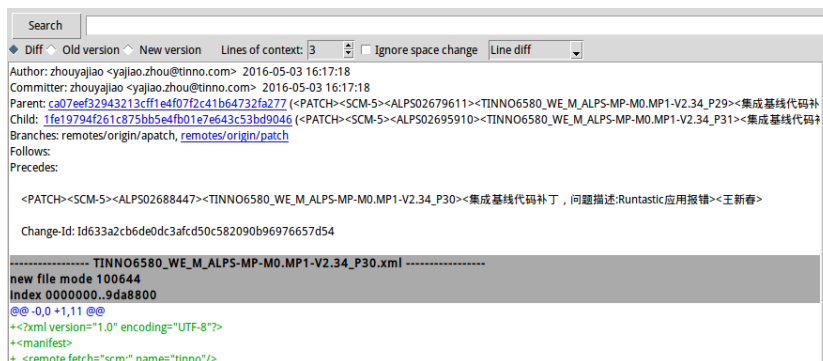 Search
Diff Old version New version Lines of context: 3 Ignore space change Line diff
Author: zhouyajiao <yajiao.zhou@tinno.com> 2016-05-03 16:17:18
Committer: zhouyajiao <yajiao.zhou@tinno.com> 2016-05-03 16:17:18
Parent: ca07eef32943213cff1e4f07f2c41b64732fa277 (<PATCH><SCM-5><ALPS02679611><TINNO6580_WE_M_ALPS-MP-M0.MP1-V2.34_P29><集成基线代码补
Child: 1fe19794f261c875bb5e4fb01e7e643c53bd9046 (<PATCH><SCM-5><ALPS02695910><TINNO6580_WE_M_ALPS-MP-M0.MP1-V2.34_P31><集成基线代码补
Branches: remotes/origin/apatch, remotes/origin/patch
Follows:
Precedes:
<PATCH><SCM-5><ALPS02688447><TINNO6580_WE_M_ALPS-MP-M0.MP1-V2.34_P30><集成基线代码补丁，问题描述:Runtastic应用报错><王新春>
Change-Id: Id633a2cb6de0dc3afcd50c582090b96976657d54
----------------- TINNO6580_WE_M_ALPS-MP-M0.MP1-V2.34_P30.xml -----------------
new file mode 100644
index 0000000..9da8800
@@ -0,0 +1,11 @@
+<?xml version="1.0" encoding="UTF-8"?>
+<manifest>
+ <remote fetch="scm:" name="tinno"/>